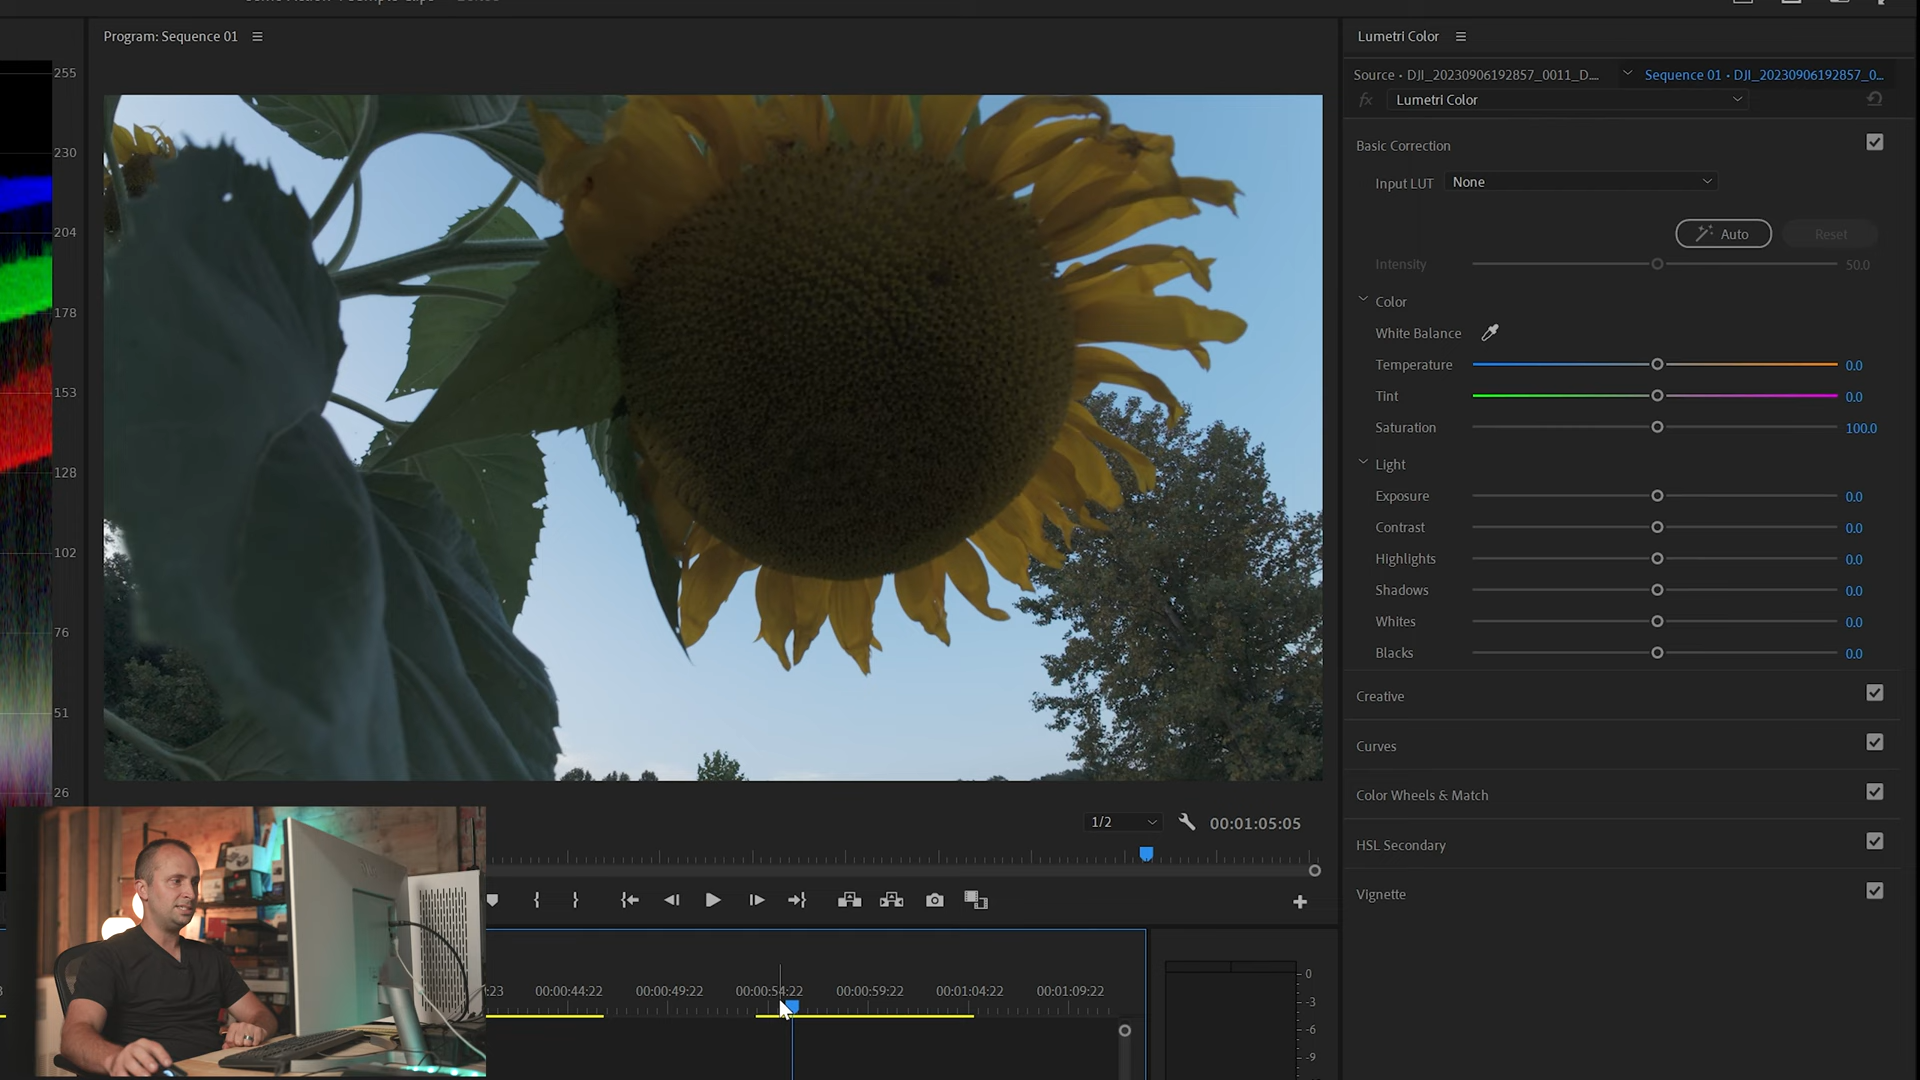 Program: Sequence 01
Lumetri Color
255
Source • DJI_20230906192857_0011_D...
Sequence 01 • DJI_20230906192857_0...
fx
Lumetri Color
Basic Correction
230
Input LUT
None
204
Auto
Reset
Intensity
50.0
Color
178
White Balance
Temperature
0.0
153
Tint
0.0
Saturation
100.0
128
Light
Exposure
0.0
Contrast
0.0
102
Highlights
0.0
Shadows
0.0
Whites
0.0
76
Blacks
0.0
Creative
51
Curves
26
Color Wheels & Match
1/2
00:01:05:05
HSL Secondary
Vignette
0
:23
00:00:44:22
00:00:49:22
00:00:54:22
00:00:59:22
00:01:04:22
00:01:09:22
-3
-6
-9